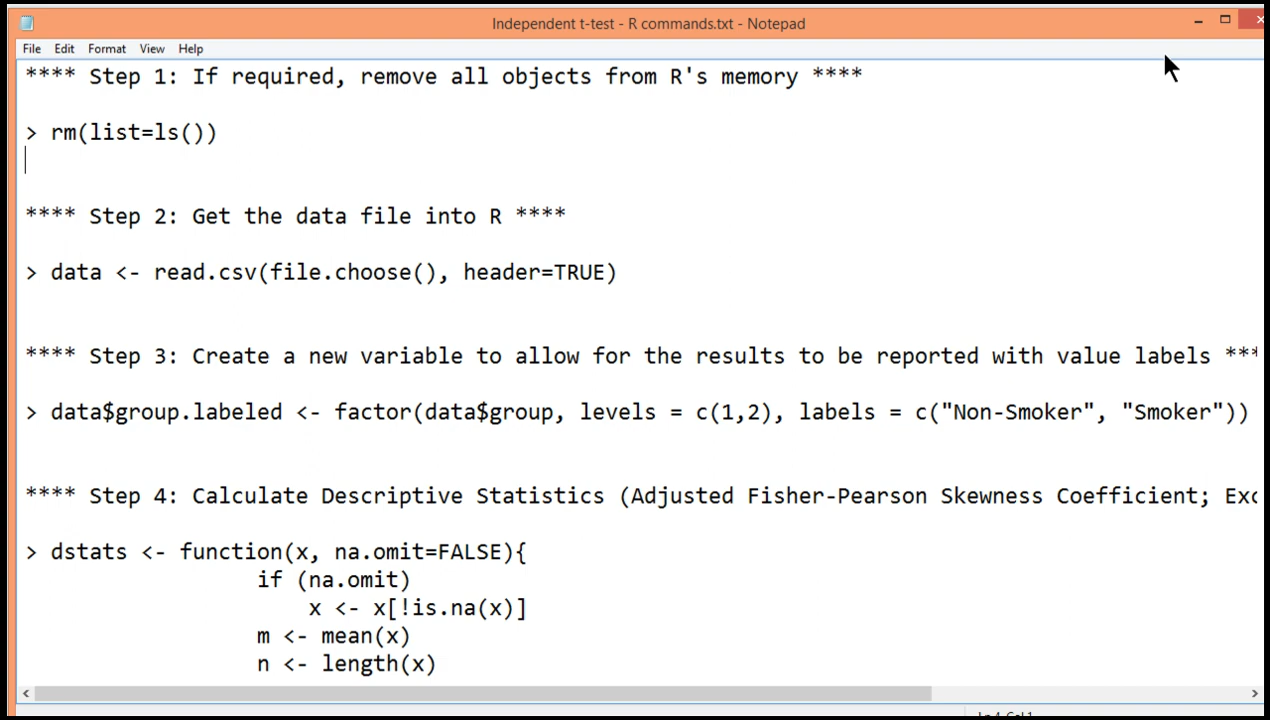 Independent t-test - R commands.txt - Notepad
File Edit Format View Help
**** Step 1: If required, remove all objects from R's memory ****
> rm(list=ls())
**** Step 2: Get the data file into R ****
> data <- read.csv(file.choose(), header=TRUE)
**** Step 3: Create a new variable to allow for the results to be reported with value labels ***
> data$group.labeled <- factor(data$group, levels = c(1,2), labels = c("Non-Smoker", "Smoker"))
**** Step 4: Calculate Descriptive Statistics (Adjusted Fisher-Pearson Skewness Coefficient; Exc
> dstats <- function(x, na.omit=FALSE){
if (na.omit)
x <- x[!is.na(x)]
m <- mean(x)
n <- length(x)